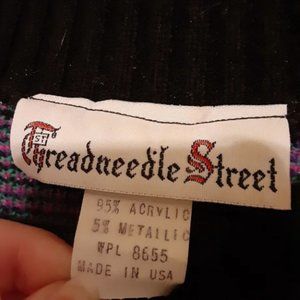 Threadneedle Street
95% ACRYLIC
5% METALLIC
WPL 8655
MADE IN USA